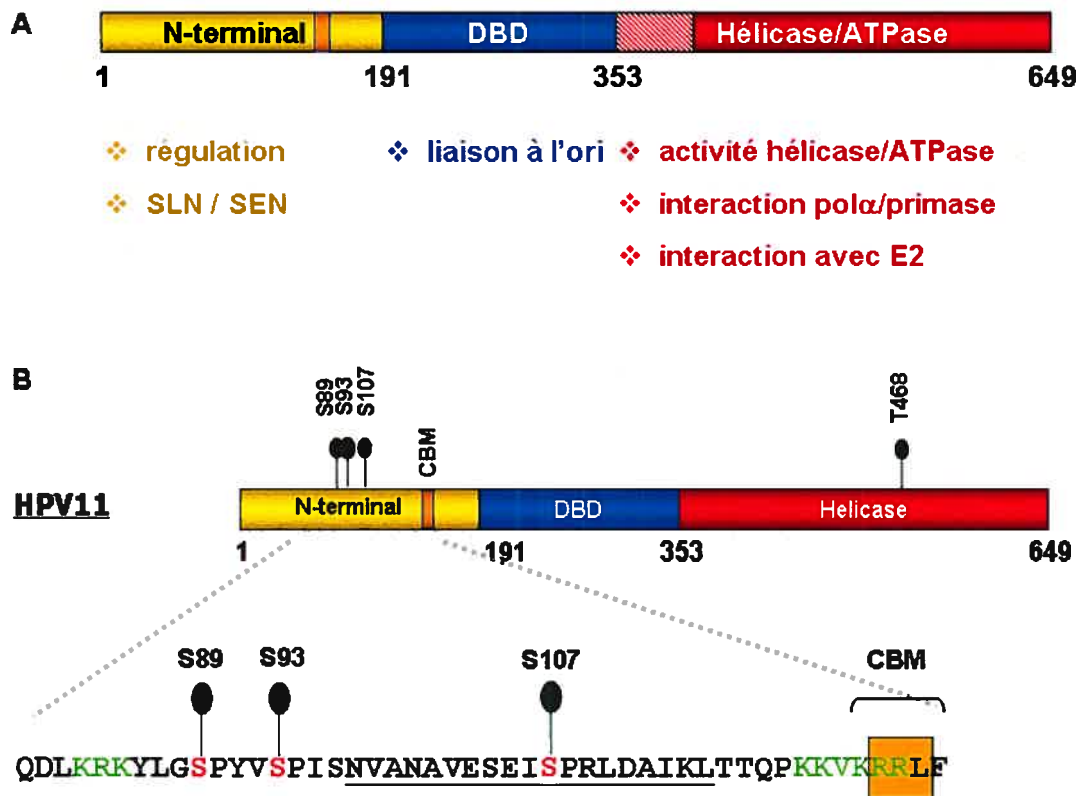 A
N-terminal DBD Hélicase/ATPase
1 191 353 649
❖ régulation ❖ liaison à l'ori ❖ activité hélicase/ATPase
❖ SLN / SEN ❖ interaction polα/primase
❖ interaction avec E2
B
S89 S93 S107 CBM T468
HPV11 N-terminal DBD Helicase
1 191 353 649
S89 S93 S107 CBM
QDLKRKYLGSPYVSPISNVANAVESEISPRLDAIKLTTQPKKVKRRLF